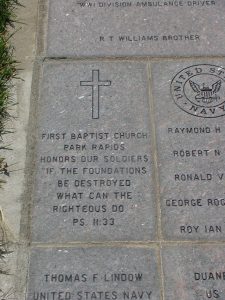 WWI DIVISION AMBULANCE DRIVER
R T WILLIAMS BROTHER
FIRST BAPTIST CHURCH
PARK RAPIDS
HONORS OUR SOLDIERS
"IF THE FOUNDATIONS
BE DESTROYED
WHAT CAN THE
RIGHTEOUS DO
PS. 11:33
UNITED STATES NAVY
RAYMOND H
ROBERT N
RONALD V
GEORGE ROG
ROY IAN
THOMAS F LINDOW
UNITED STATES NAVY
DUANE
US